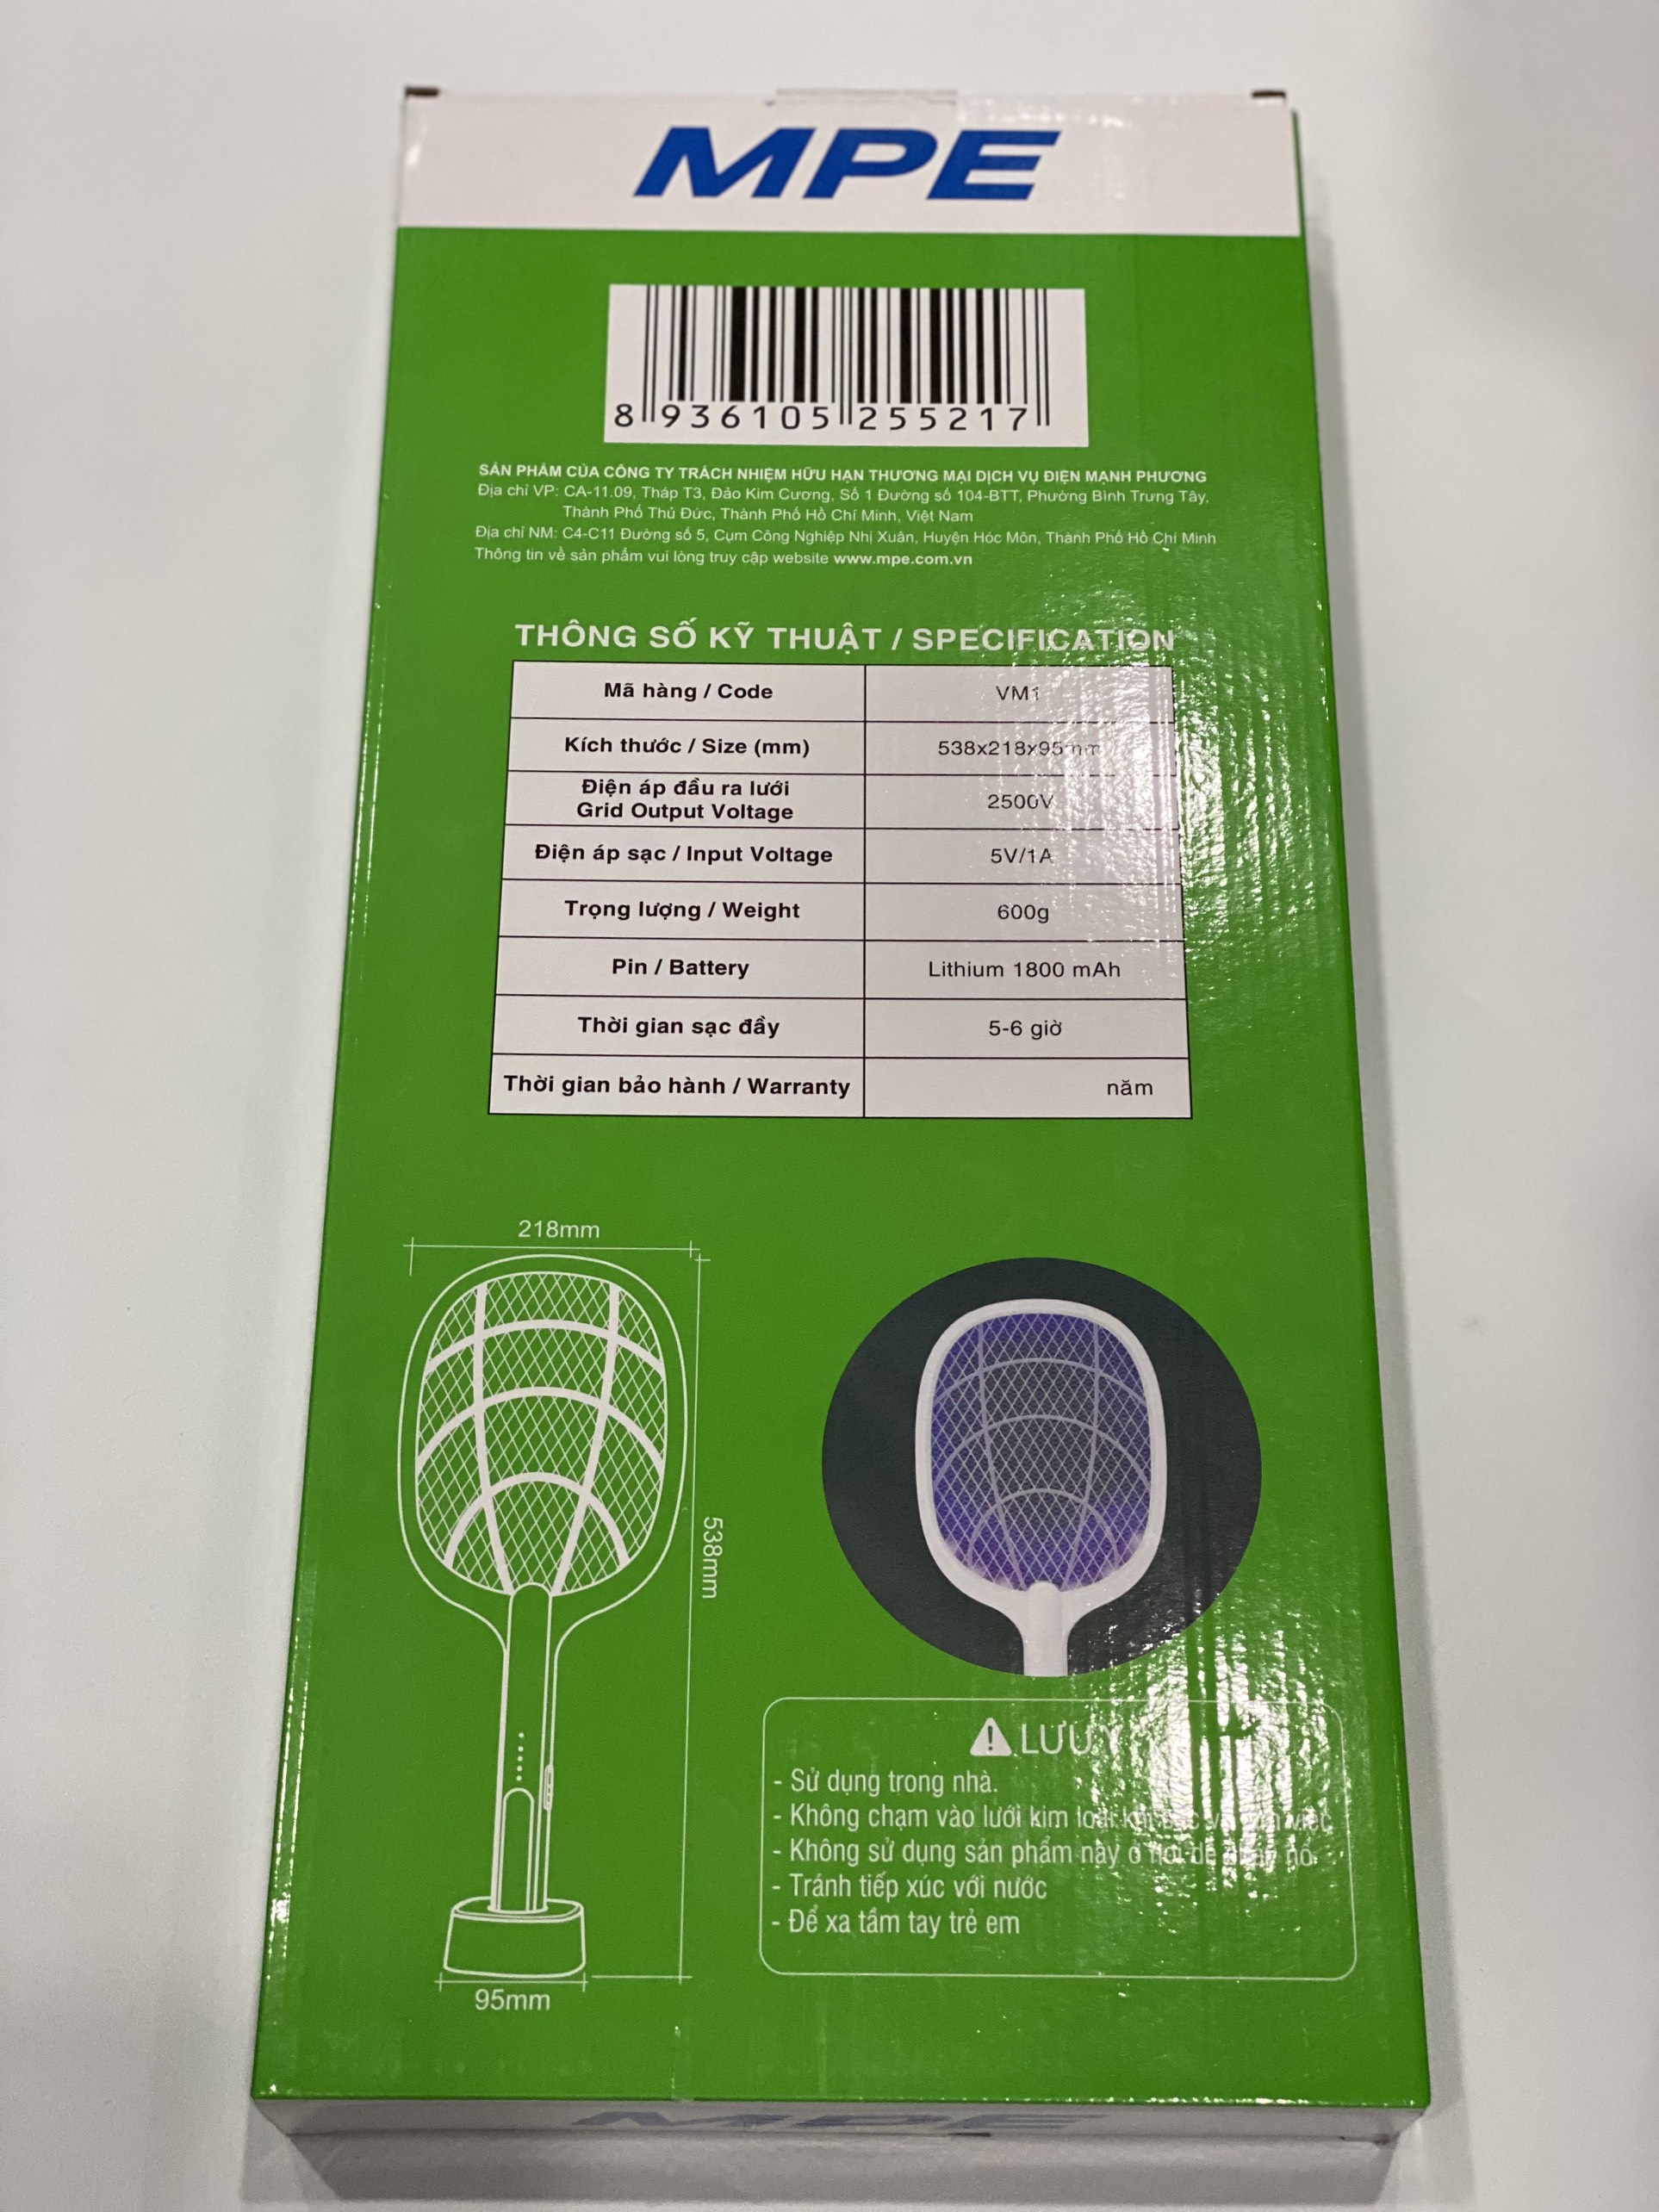 MPE
8 936105 255217
SẢN PHẨM CỦA CÔNG TY TRÁCH NHIỆM HỮU HẠN THƯƠNG MẠI DỊCH VỤ ĐIỆN MẠNH PHƯƠNG
Địa chỉ VP: CA-11.09, Tháp T3, Đảo Kim Cương, Số 1 Đường số 104-BTT, Phường Bình Trưng Tây,
Thành Phố Thủ Đức, Thành Phố Hồ Chí Minh, Việt Nam
Địa chỉ NM: C4-C11 Đường số 5, Cụm Công Nghiệp Nhị Xuân, Huyện Hóc Môn, Thành Phố Hồ Chí Minh
Thông tin về sản phẩm vui lòng truy cập website www.mpe.com.vn
THÔNG SỐ KỸ THUẬT / SPECIFICATION
Mã hàng / Code VM1
Kích thước / Size (mm) 538x218x95mm
Điện áp đầu ra lưới
Grid Output Voltage 2500V
Điện áp sạc / Input Voltage 5V/1A
Trọng lượng / Weight 600g
Pin / Battery Lithium 1800 mAh
Thời gian sạc đầy 5-6 giờ
Thời gian bảo hành / Warranty năm
218mm
538mm
95mm
LƯU Ý
- Sử dụng trong nhà.
- Không chạm vào lưới kim loại khi việc
- Không sử dụng sản phẩm này ở nơi dễ nổ.
- Tránh tiếp xúc với nước
- Để xa tầm tay trẻ em
MPE